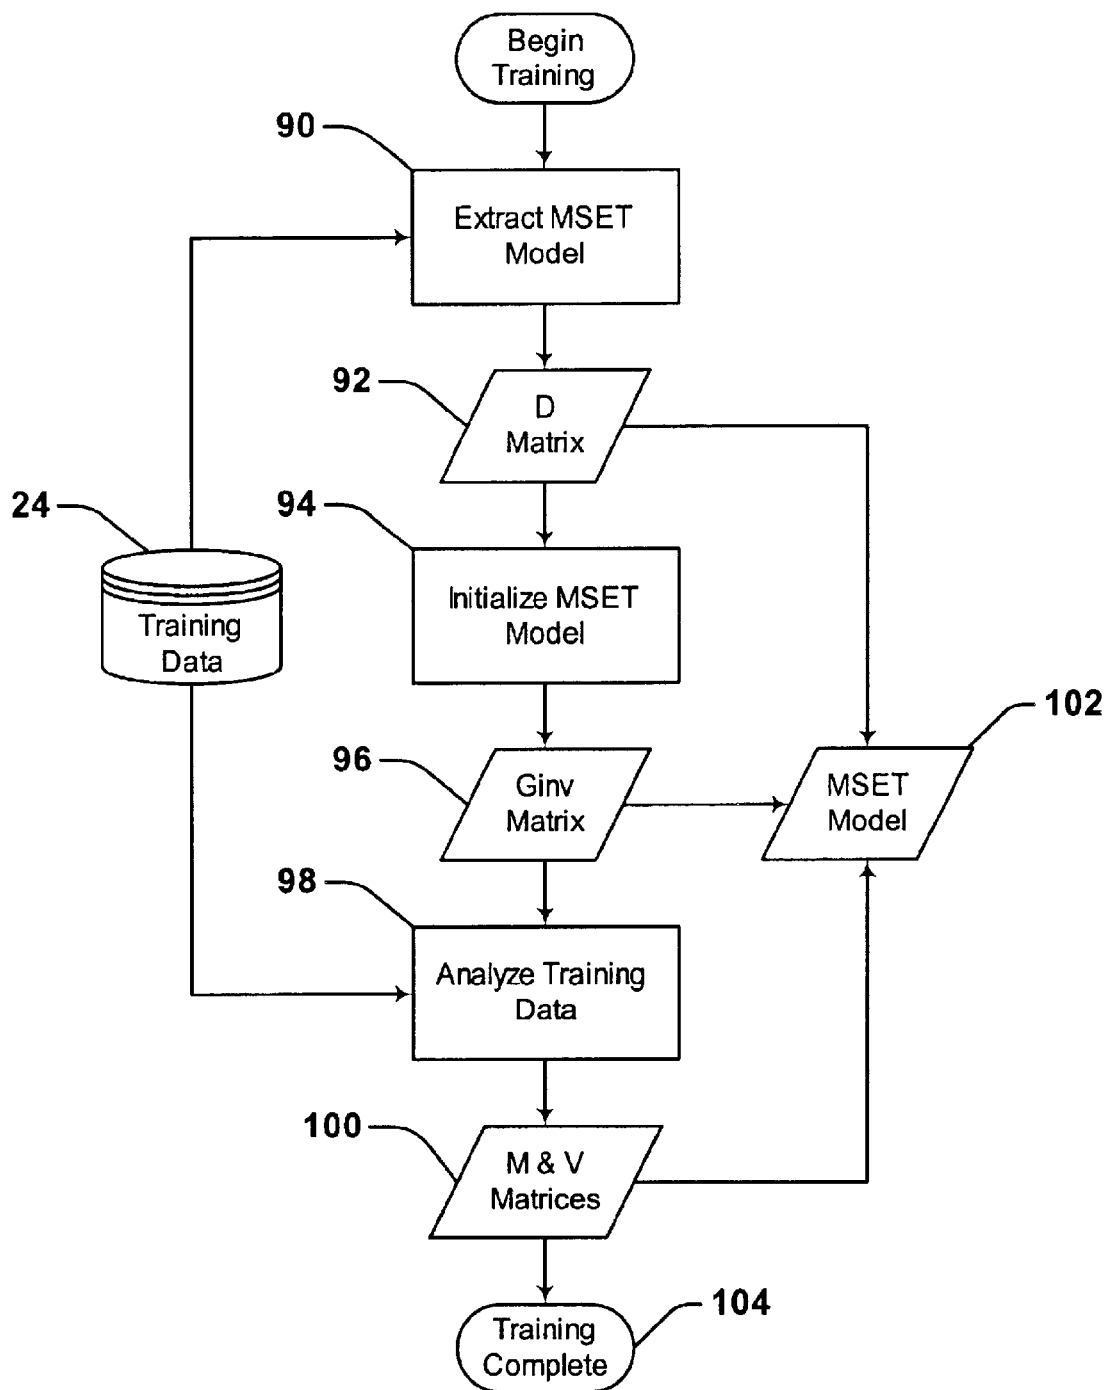 Begin
Training
90
Extract MSET
Model
92
D
Matrix
24
94
Training
Data
Initialize MSET
Model
102
96
Ginv
Matrix
MSET
Model
98
Analyze Training
Data
100
M & V
Matrices
104
Training
Complete